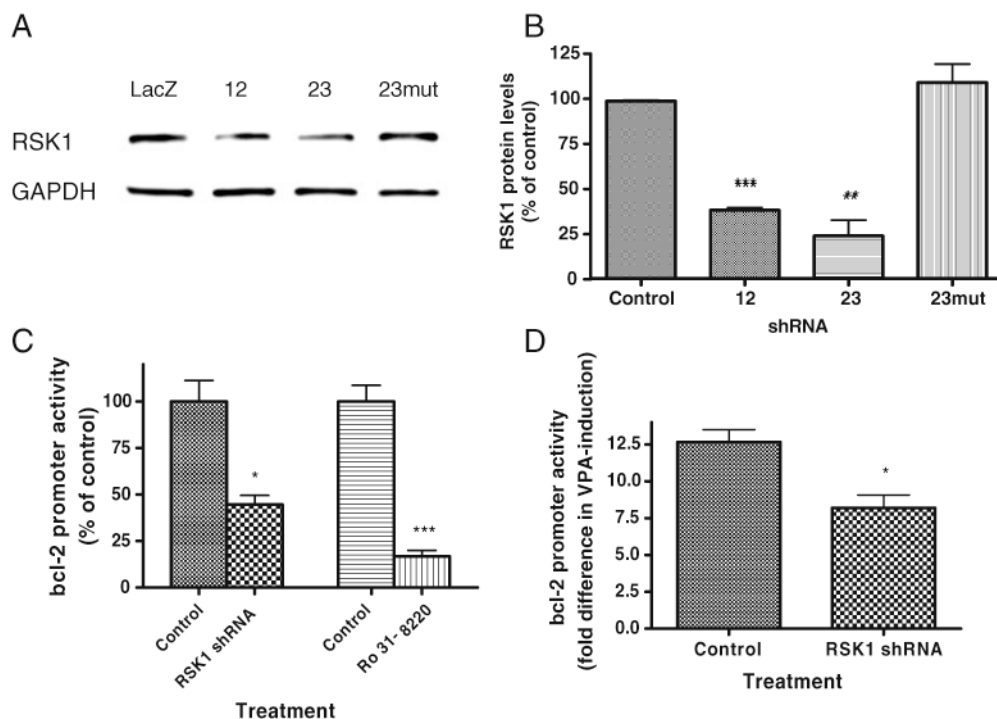 A
LacZ 12 23 23mut
RSK1
GAPDH
B
RSK1 protein levels
(% of control)
125
100
75
50
25
0
***
**
Control 12 23 23mut
shRNA
C
bcl-2 promoter activity
(% of control)
100
75
50
25
0
*
***
Control
RSK1 shRNA
Control
Ro 31- 8220
Treatment
D
bcl-2 promoter activity
(fold difference in VPA-induction)
12.5
10.0
7.5
5.0
2.5
0.0
*
Control RSK1 shRNA
Treatment